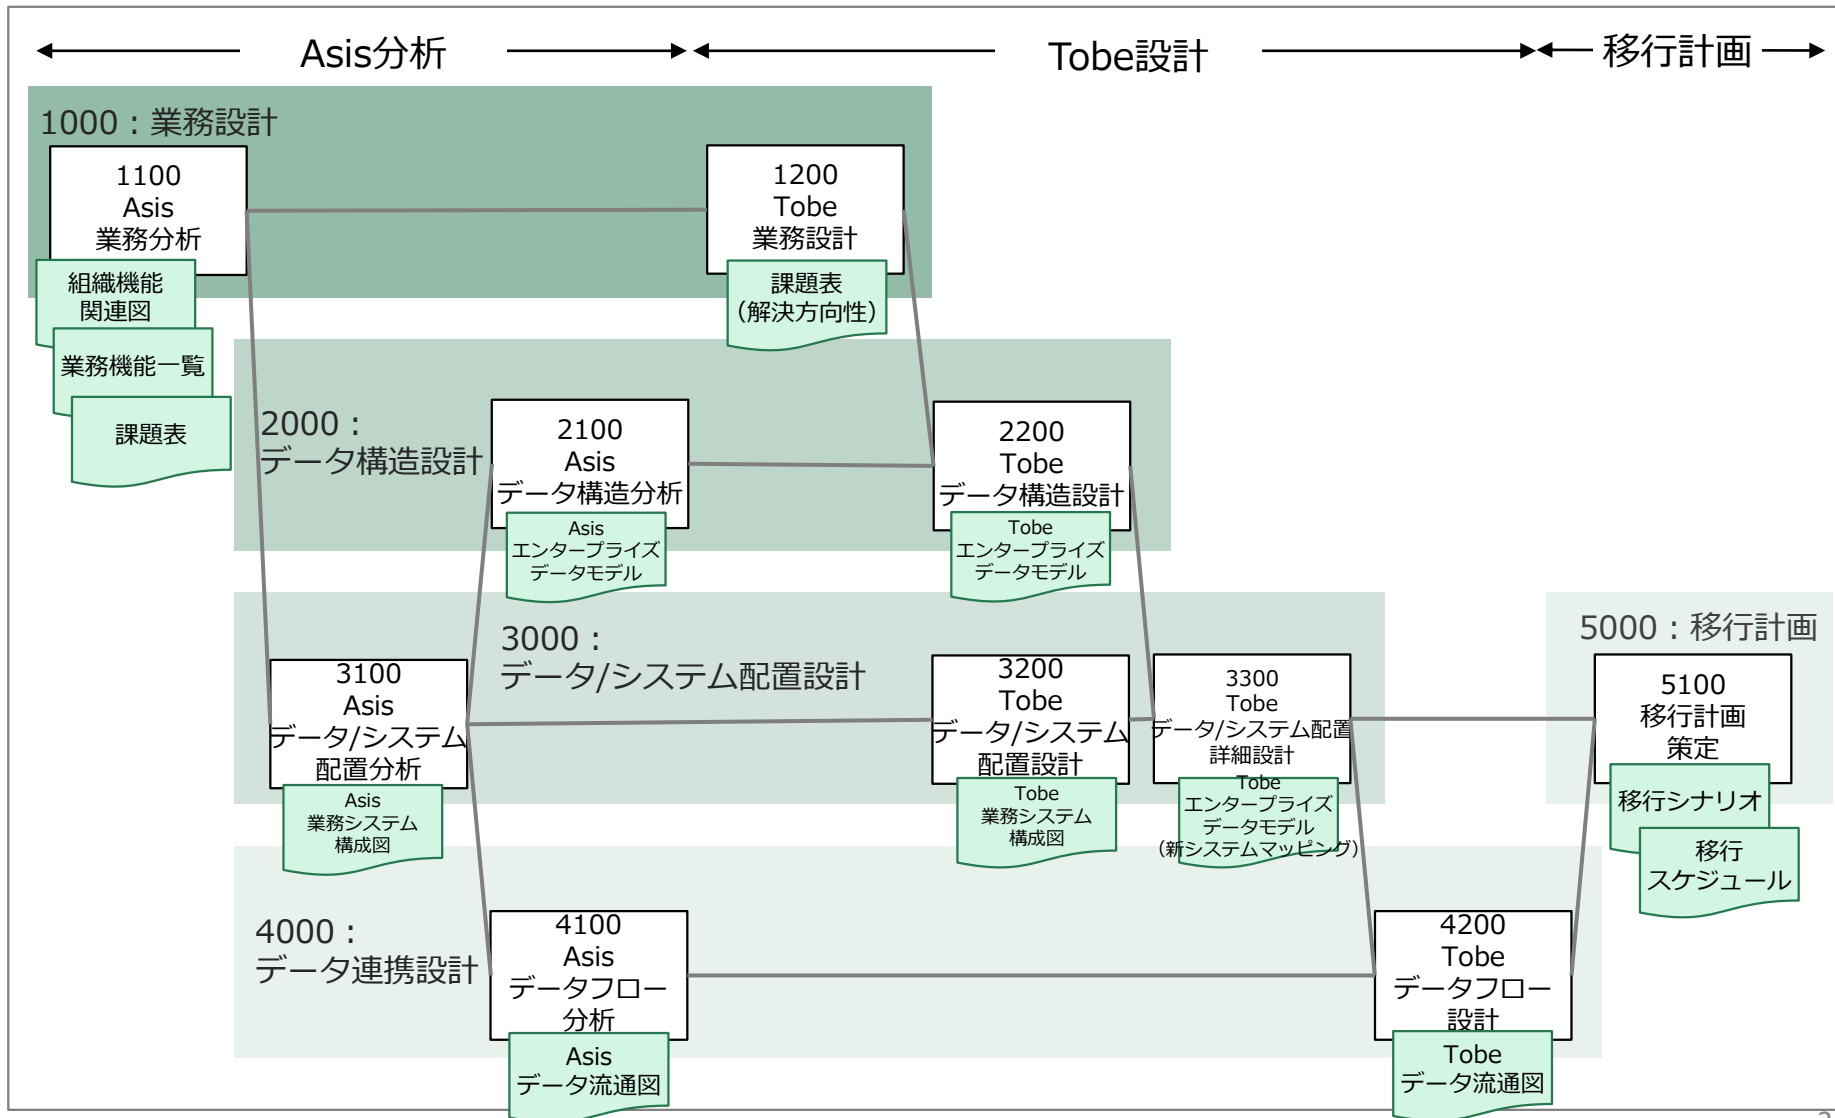 Asis分析
Tobe設計
移行計画
1000：業務設計
1100
Asis
業務分析
組織機能
関連図
業務機能一覧
課題表
1200
Tobe
業務設計
課題表
（解決方向性）
2000：
データ構造設計
2100
Asis
データ構造分析
Asis
エンタープライズ
データモデル
2200
Tobe
データ構造設計
Tobe
エンタープライズ
データモデル
3000：
データ/システム配置設計
3100
Asis
データ/システム
配置分析
Asis
業務システム
構成図
3200
Tobe
データ/システム
配置設計
Tobe
業務システム
構成図
3300
Tobe
データ/システム配置
詳細設計
Tobe
エンタープライズ
データモデル
（新システムマッピング）
5000：移行計画
5100
移行計画
策定
移行シナリオ
移行
スケジュール
4000：
データ連携設計
4100
Asis
データフロー
分析
Asis
データ流通図
4200
Tobe
データフロー
設計
Tobe
データ流通図